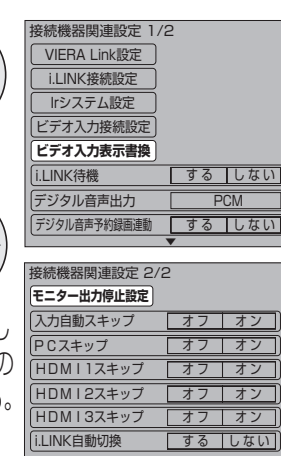 接続機器関連設定 1/2
VIERA Link設定
i.LINK接続設定
Irシステム設定
ビデオ入力接続設定
ビデオ入力表示書換
i.LINK待機 する しない
デジタル音声出力 PCM
デジタル音声予約録画連動 する しない
接続機器関連設定 2/2
モニター出力停止設定
入力自動スキップ オフ オン
PCスキップ オフ オン
HDMI1スキップ オフ オン
HDMI2スキップ オフ オン
HDMI3スキップ オフ オン
i.LINK自動切換 する しない
し
の